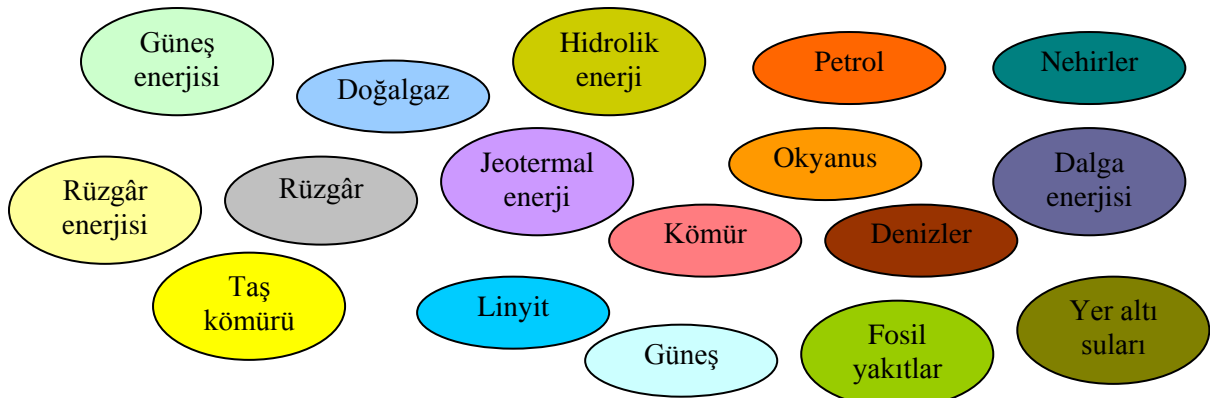 Güneş
enerjisi
Doğalgaz
Hidrolik
enerji
Petrol
Nehirler
Rüzgâr
enerjisi
Rüzgâr
Jeotermal
enerji
Okyanus
Dalga
enerjisi
Kömür
Denizler
Taş
kömürü
Linyit
Güneş
Fosil
yakıtlar
Yer altı
suları